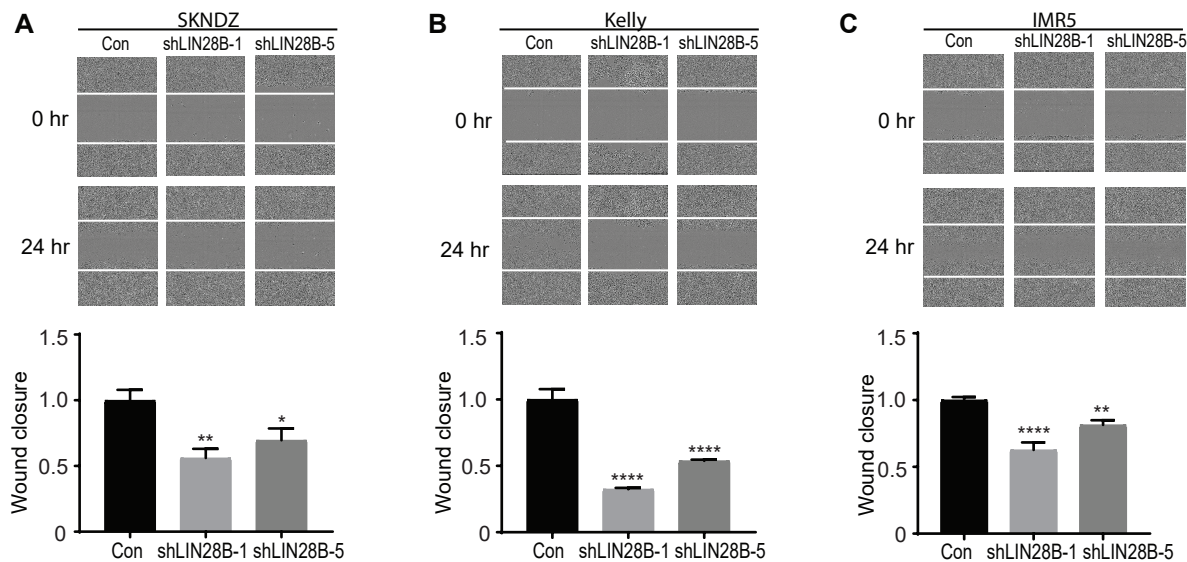 A
SKNDZ
Con shLIN28B-1 shLIN28B-5
0 hr
24 hr
Wound closure
1.5
1.0
0.5
0
**
*
Con shLIN28B-1 shLIN28B-5
B
Kelly
Con shLIN28B-1 shLIN28B-5
0 hr
24 hr
Wound closure
1.5
1.0
0.5
0
****
****
Con shLIN28B-1 shLIN28B-5
C
IMR5
Con shLIN28B-1 shLIN28B-5
0 hr
24 hr
Wound closure
1.5
1.0
0.5
0
****
**
Con shLIN28B-1 shLIN28B-5